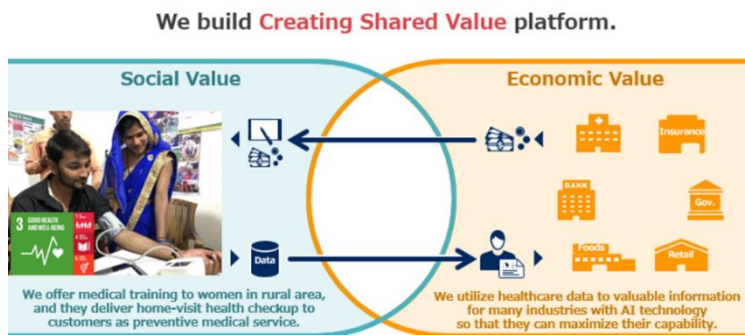 We build Creating Shared Value platform.
Social Value
Economic Value
Insurance
BANK
Gov.
3 GOOD HEALTH
AND WELL-BEING
Data
Foods
Retail
We offer medical training to women in rural area,
and they deliver home-visit health checkup to
customers as preventive medical service.
We utilize healthcare data to valuable information
for many industries with AI technology
so that they can maximize their capability.